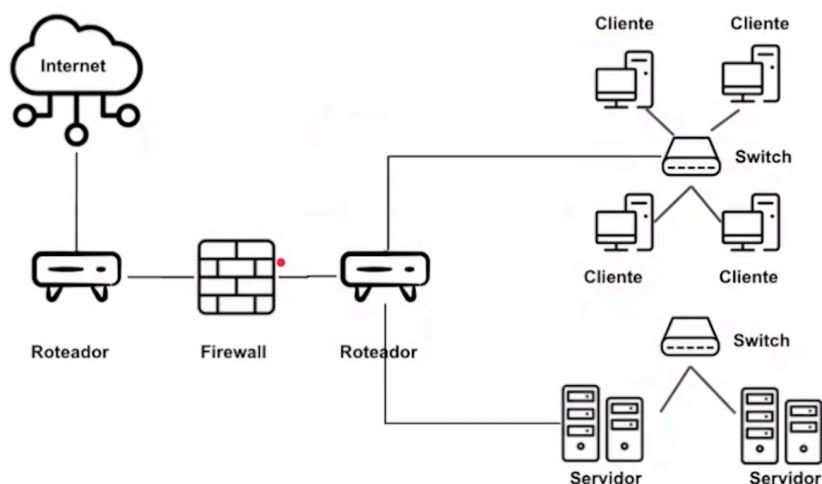 Cliente
Cliente
Internet
Switch
Cliente
Cliente
Roteador
Firewall
Roteador
Switch
Servidor
Servidor